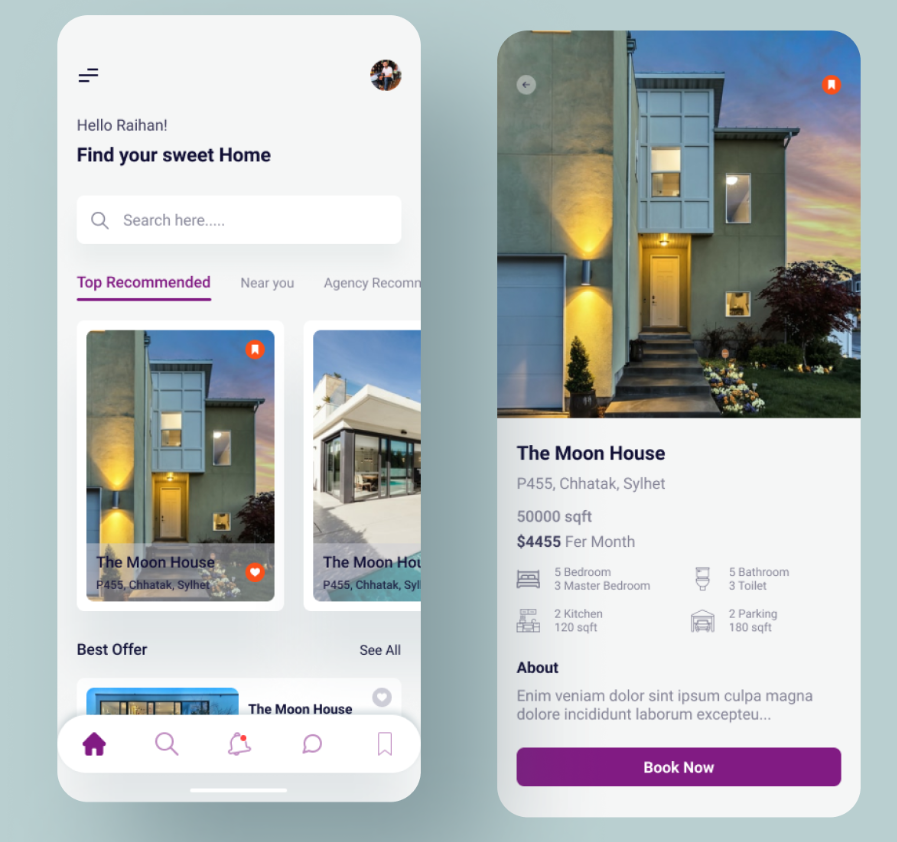 Hello Raihan!
Find your sweet Home
Search here.....
Top Recommended
Near you
Agency Recomm
The Moon House
P455, Chhatak, Sylhet
The Moon Hou
P455, Chhatak, Syl
Best Offer
See All
The Moon House
The Moon House
P455, Chhatak, Sylhet
50000 sqft
$4455 Fer Month
5 Bedroom
3 Master Bedroom
5 Bathroom
3 Toilet
2 Kitchen
120 sqft
2 Parking
180 sqft
About
Enim veniam dolor sint ipsum culpa magna
dolore incididunt laborum excepteu...
Book Now